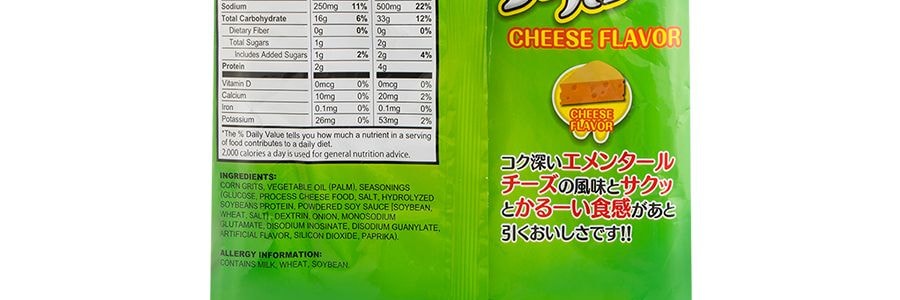 Sodium 250mg 11% 500mg 22%
Total Carbohydrate 16g 6% 33g 12%
Dietary Fiber 0g 0% 0g 0%
Total Sugars 1g 2g
Includes Added Sugars 1g 2% 2g 4%
Protein 2g 4g
Vitamin D 0mcg 0% 0mcg 0%
Calcium 10mg 0% 20mg 2%
Iron 0.1mg 0% 0.1mg 0%
Potassium 26mg 0% 53mg 2%
*The % Daily Value tells you how much a nutrient in a serving
of food contributes to a daily diet.
2,000 calories a day is used for general nutrition advice.
INGREDIENTS:
CORN GRITS, VEGETABLE OIL (PALM), SEASONINGS
(GLUCOSE, PROCESS CHEESE FOOD, SALT, HYDROLYZED
SOYBEANS PROTEIN, POWDERED SOY SAUCE [SOYBEAN,
WHEAT, SALT], DEXTRIN, ONION, MONOSODIUM
GLUTAMATE, DISODIUM INOSINATE, DISODIUM GUANYLATE,
ARTIFICIAL FLAVOR, SILICON DIOXIDE, PAPRIKA).
ALLERGY INFORMATION:
CONTAINS MILK, WHEAT, SOYBEAN.
CHEESE FLAVOR
CHEESE
FLAVOR
コク深いエメンタール
チーズの風味とサクッ
とかるーい食感があと
引くおいしさです!!